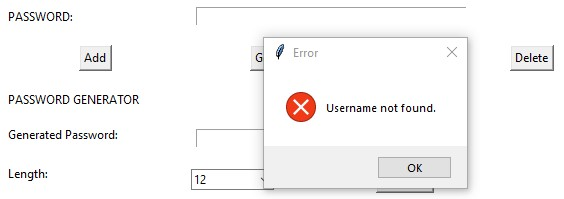 PASSWORD:
Error
Add
G
Delete
Username not found.
PASSWORD GENERATOR
Generated Password:
OK
Length:
12